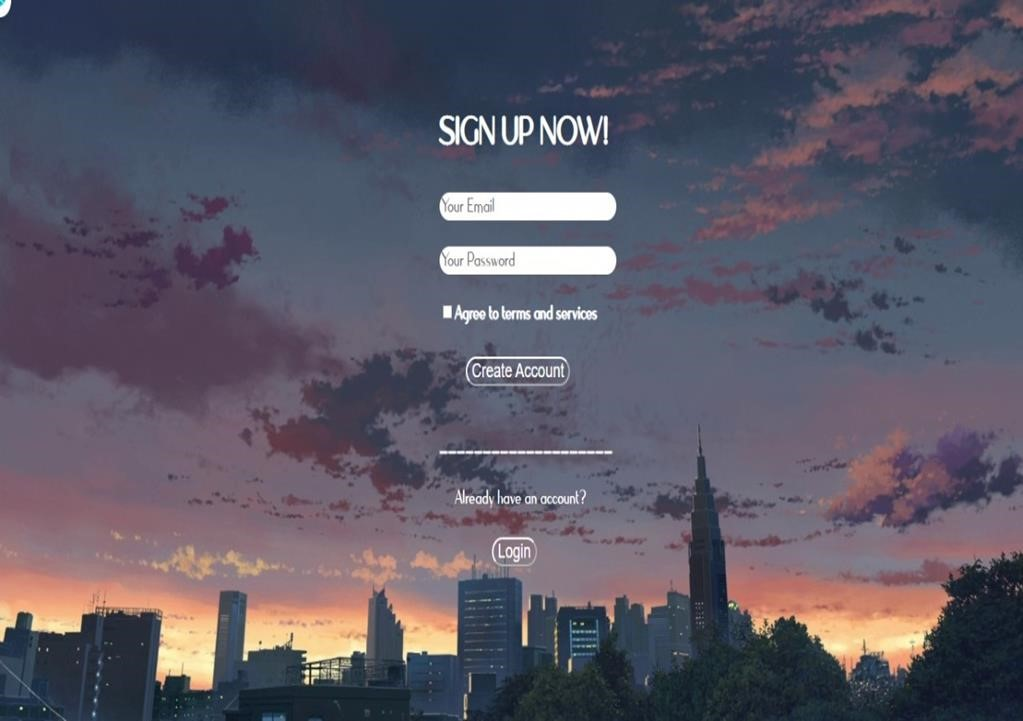 SIGN UP NOW!
Your Email
Your Password
Agree to terms and services
Create Account
--------------------
Already have an account?
Login